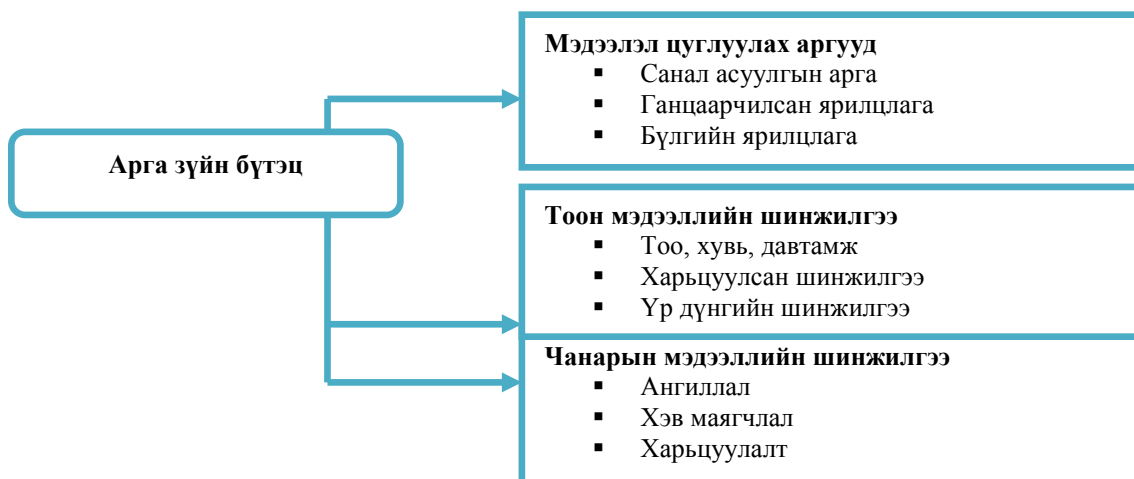 Арга зүйн бүтэц
Мэдээлэл цуглуулах аргууд
▪ Санал асуулгын арга
▪ Ганцаарчилсан ярилцлага
▪ Бүлгийн ярилцлага
Тоон мэдээллийн шинжилгээ
▪ Тоо, хувь, давтамж
▪ Харьцуулсан шинжилгээ
▪ Үр дүнгийн шинжилгээ
Чанарын мэдээллийн шинжилгээ
▪ Ангиллал
▪ Хэв маягчлал
▪ Харьцуулалт